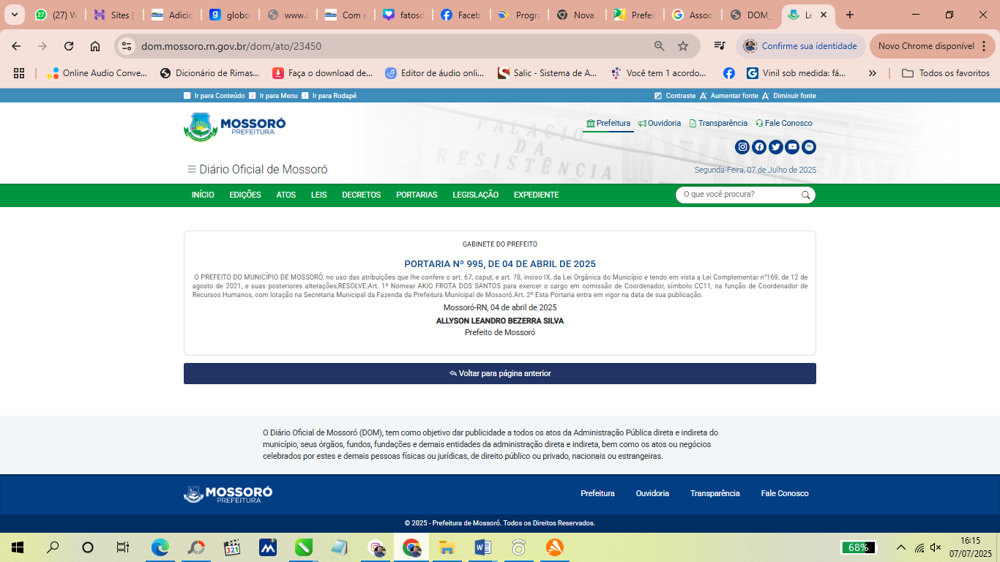 (27) W
Sites
Adicio
globo
www.u
Com e
fatosd
Faceb
Progra
Nova
Prefeit
Assoc
DOM_
Le
dom.mossoro.rn.gov.br/dom/ato/23450
Confirme sua identidade
Novo Chrome disponível
Online Audio Conve...
Dicionário de Rimas...
Faça o download de...
Editor de áudio onli...
Salic - Sistema de A...
Você tem 1 acordo...
Vinil sob medida: fá...
Todos os favoritos
1 Ir para Conteúdo 2 Ir para Menu 3 Ir para Rodapé
Contraste Aumentar fonte Diminuir fonte
MOSSORÓ
PREFEITURA
PALÁCIO
DA
RESISTÊNCIA
Prefeitura Ouvidoria Transparência Fale Conosco
Diário Oficial de Mossoró
Segunda-Feira, 07 de Julho de 2025
INÍCIO EDIÇÕES ATOS LEIS DECRETOS PORTARIAS LEGISLAÇÃO EXPEDIENTE
O que você procura?
GABINETE DO PREFEITO
PORTARIA Nº 995, DE 04 DE ABRIL DE 2025
O PREFEITO DO MUNICÍPIO DE MOSSORÓ, no uso das atribuições que lhe confere o art. 67, caput, e art. 78, inciso IX, da Lei Orgânica do Município e tendo em vista a Lei Complementar nº169, de 12 de
agosto de 2021, e suas posteriores alterações,RESOLVE:Art. 1º Nomear AKIO FROTA DOS SANTOS para exercer o cargo em comissão de Coordenador, símbolo CC11, na função de Coordenador de
Recursos Humanos, com lotação na Secretaria Municipal da Fazenda da Prefeitura Municipal de Mossoró.Art. 2º Esta Portaria entra em vigor na data de sua publicação.
Mossoró-RN, 04 de abril de 2025
ALLYSON LEANDRO BEZERRA SILVA
Prefeito de Mossoró
Voltar para página anterior
O Diário Oficial de Mossoró (DOM), tem como objetivo dar publicidade a todos os atos da Administração Pública direta e indireta do
município, seus órgãos, fundos, fundações e demais entidades da administração direta e indireta, bem como os atos ou negócios
celebrados por estes e demais pessoas físicas ou jurídicas, de direito público ou privado, nacionais ou estrangeiras.
MOSSORÓ
PREFEITURA
Prefeitura Ouvidoria Transparência Fale Conosco
© 2025 - Prefeitura de Mossoró. Todos os Direitos Reservados.
321
68%
16:15
07/07/2025